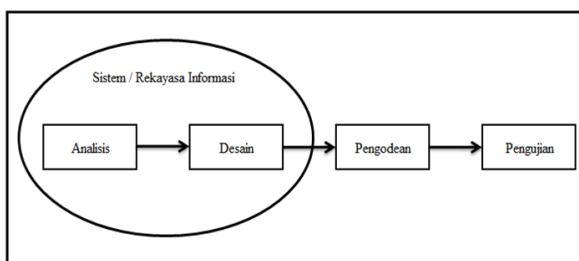 Sistem / Rekayasa Informasi
Analisis
Desain
Pengodean
Pengujian